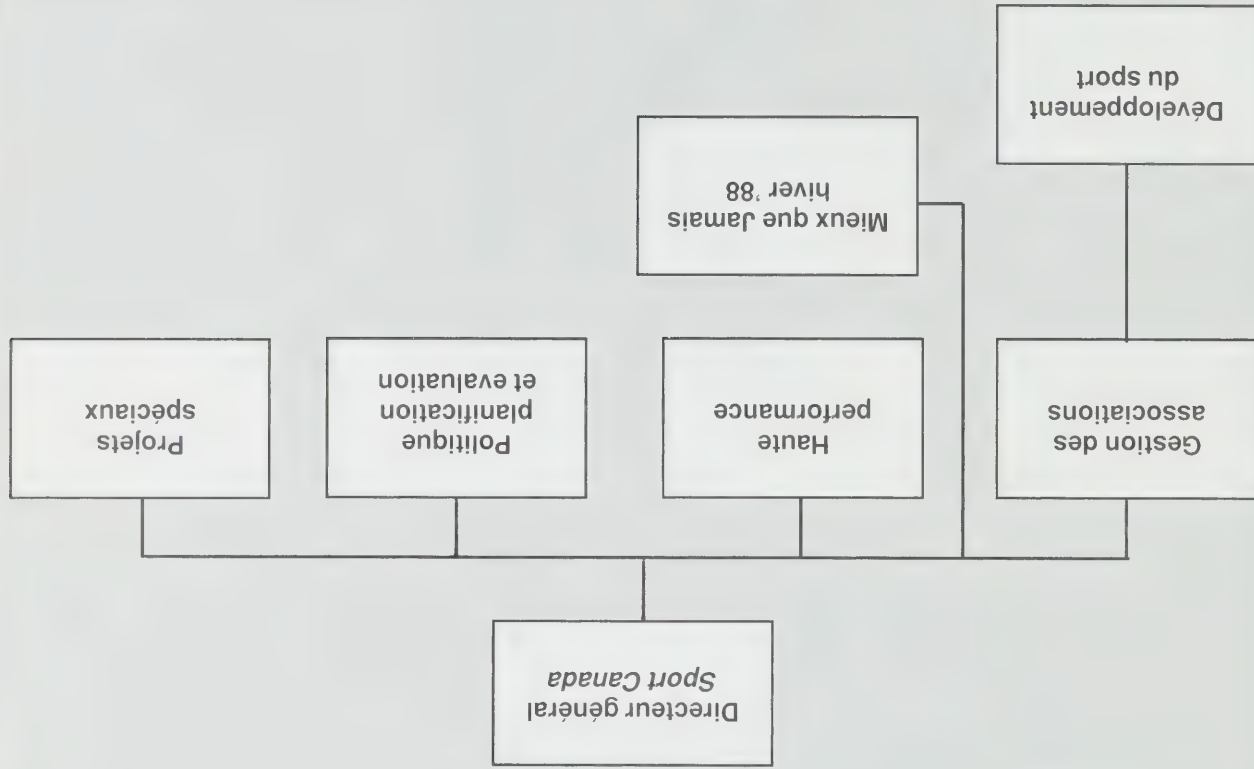 Directeur général
Sport Canada
Gestion des
associations
Haute
performance
Politique
planification
et evaluation
Projets
spéciaux
Mieux que Jamais
hiver '88
Développement
du sport